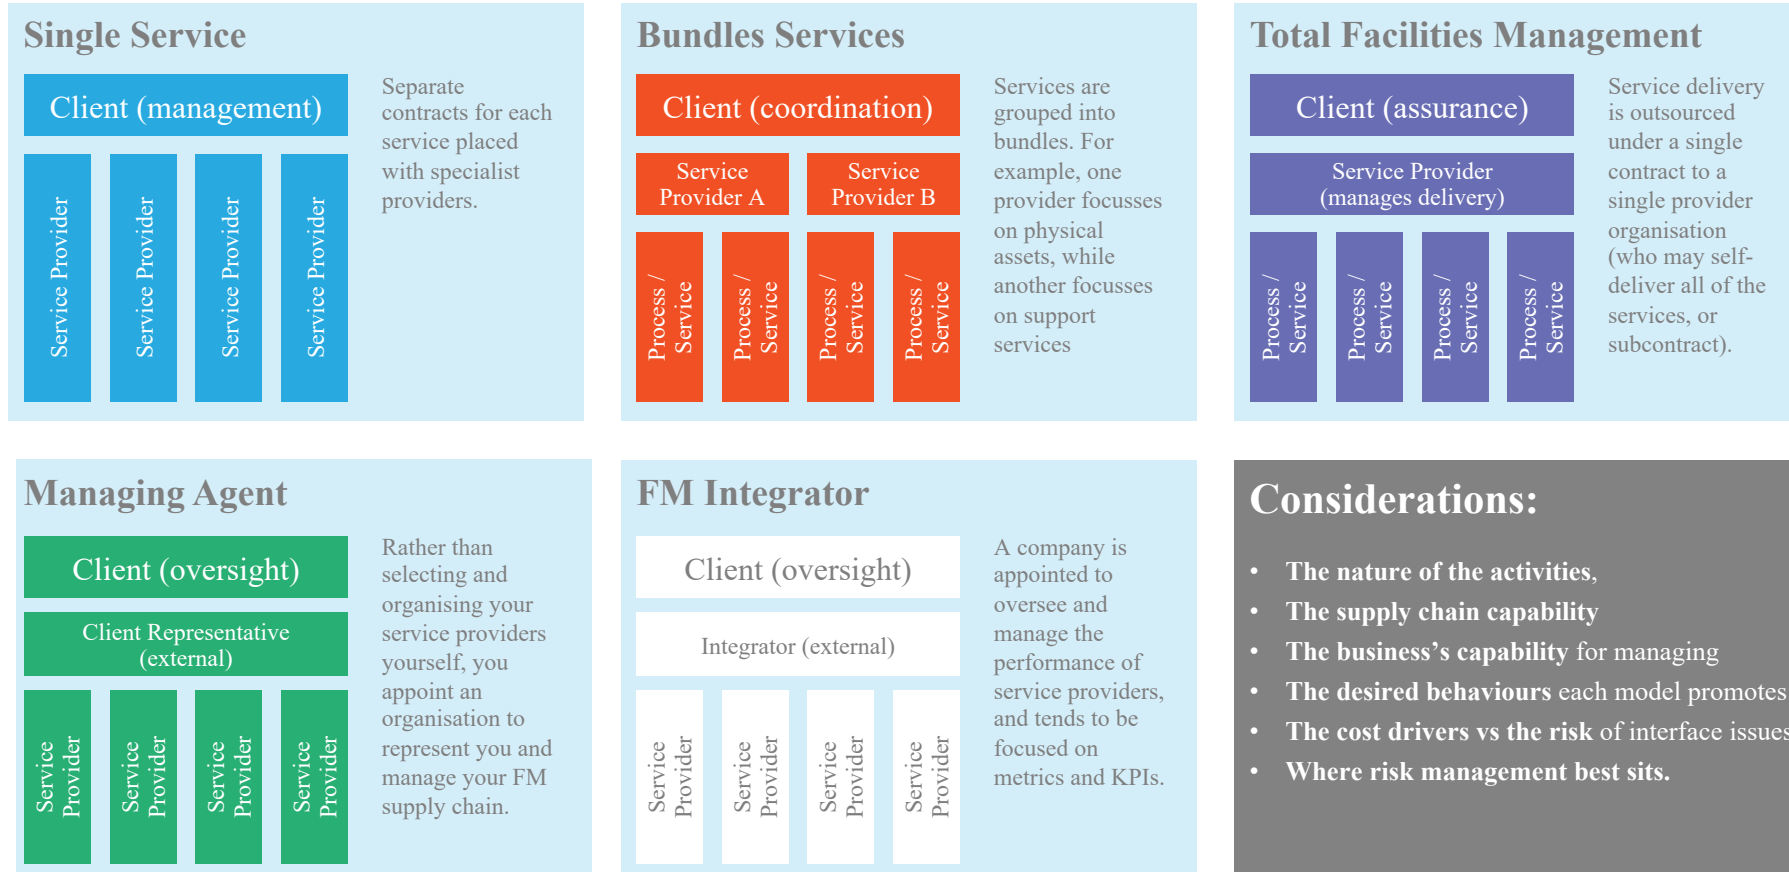 Single Service
Client (management)
Service Provider
Service Provider
Service Provider
Service Provider
Separate
contracts for each
service placed
with specialist
providers.
Bundles Services
Client (coordination)
Service
Provider A
Service
Provider B
Process /
Service
Process /
Service
Process /
Service
Process /
Service
Services are
grouped into
bundles. For
example, one
provider focusses
on physical
assets, while
another focusses
on support
services
Total Facilities Management
Client (assurance)
Service Provider
(manages delivery)
Process /
Service
Process /
Service
Process /
Service
Process /
Service
Service delivery
is outsourced
under a single
contract to a
single provider
organisation
(who may self-
deliver all of the
services, or
subcontract).
Managing Agent
Client (oversight)
Client Representative
(external)
Service
Provider
Service
Provider
Service
Provider
Service
Provider
Rather than
selecting and
organising your
service providers
yourself, you
appoint an
organisation to
represent you and
manage your FM
supply chain.
FM Integrator
Client (oversight)
Integrator (external)
Service
Provider
Service
Provider
Service
Provider
Service
Provider
A company is
appointed to
oversee and
manage the
performance of
service providers,
and tends to be
focused on
metrics and KPIs.
Considerations:
• The nature of the activities,
• The supply chain capability
• The business’s capability for managing
• The desired behaviours each model promotes
• The cost drivers vs the risk of interface issues
• Where risk management best sits.